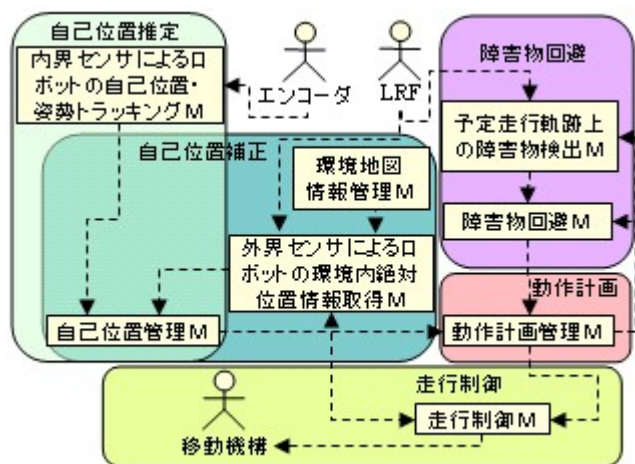 自己位置推定
内界センサによるロ
ボットの自己位置・
姿勢トラッキングM
エンコーダ
LRF
障害物回避
予定走行軌跡上
の障害物検出M
自己位置補正
環境地図
情報管理M
障害物回避M
外界センサによるロ
ボットの環境内絶対
位置情報取得M
動作計画
自己位置管理M
動作計画管理M
走行制御
走行制御M
移動機構